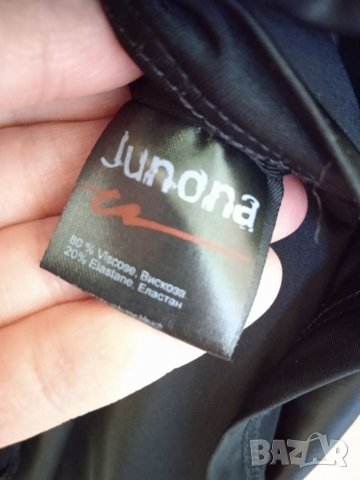 Junona
80 % Viscose, Вискоза
20% Elastane, Еластан
BAZAR